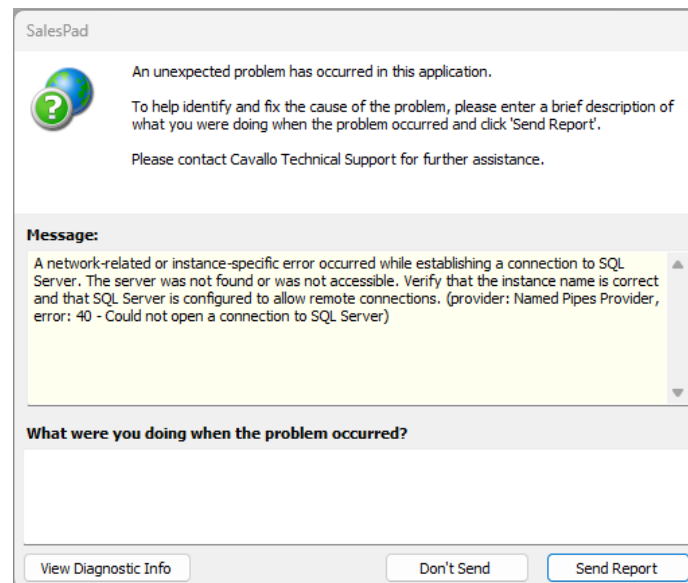 SalesPad
An unexpected problem has occurred in this application.
To help identify and fix the cause of the problem, please enter a brief description of
what you were doing when the problem occurred and click 'Send Report'.
Please contact Cavallo Technical Support for further assistance.
Message:
A network-related or instance-specific error occurred while establishing a connection to SQL
Server. The server was not found or was not accessible. Verify that the instance name is correct
and that SQL Server is configured to allow remote connections. (provider: Named Pipes Provider,
error: 40 - Could not open a connection to SQL Server)
What were you doing when the problem occurred?
View Diagnostic Info
Don't Send
Send Report